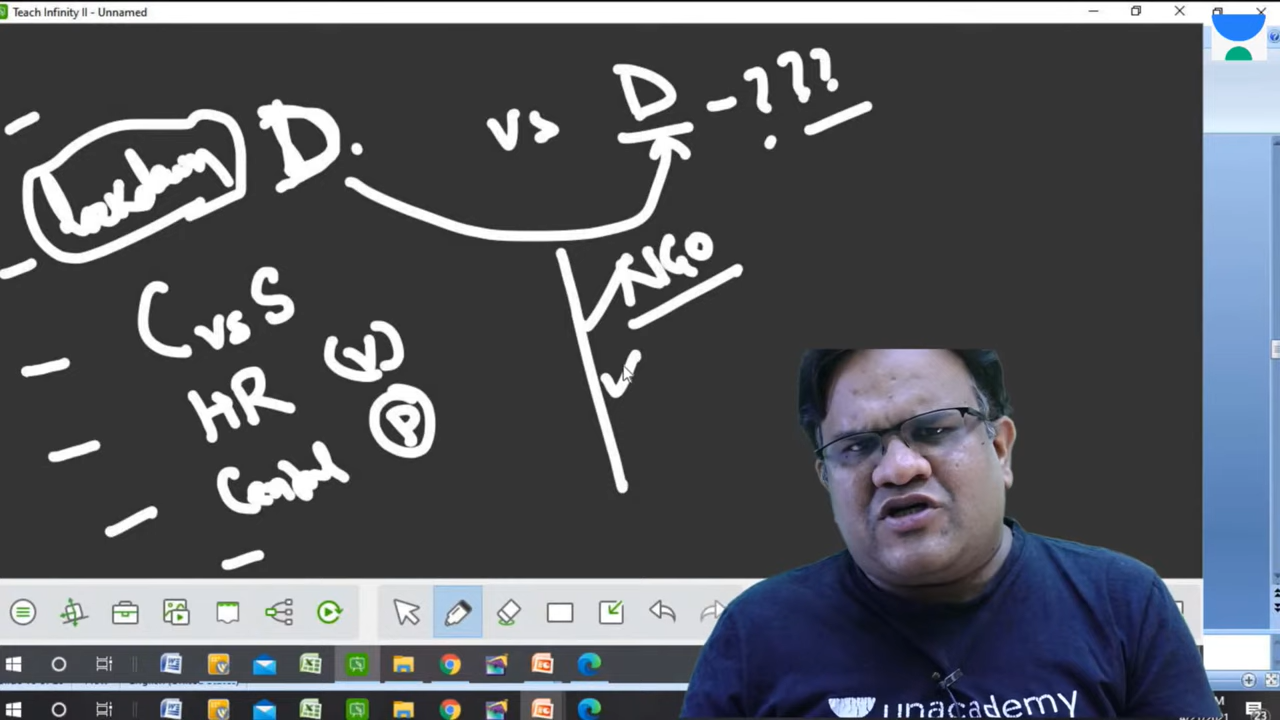 Teach Infinity II - Unnamed
vs D - ???
Lockdown D.
NGO
C vs S
(V)
HR
P
Control
unacademy